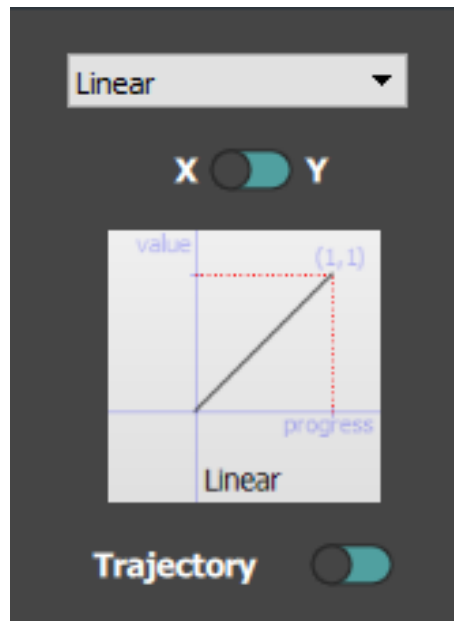 Linear
X Y
value
(1,1)
progress
Linear
Trajectory